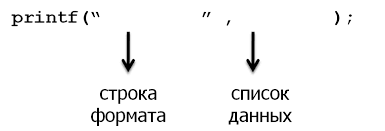 printf(“ ” , );
строка список
формата данных